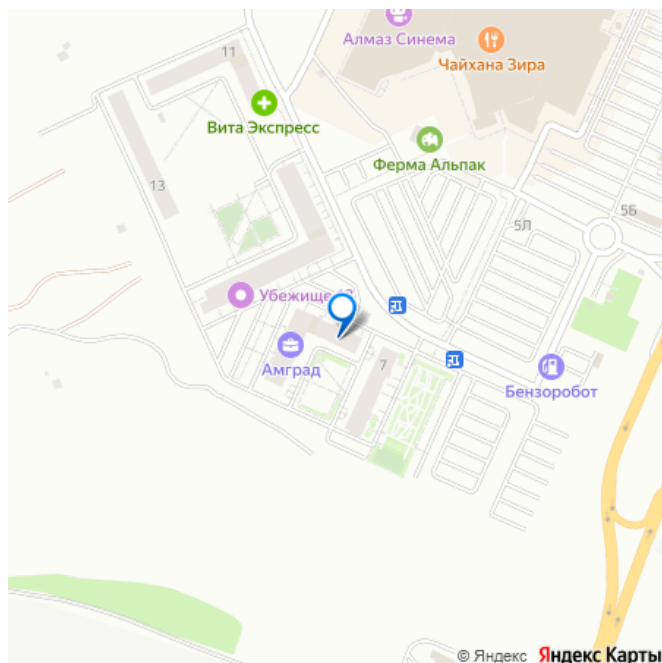 Алмаз Синема
11
Чайхана Зира
Вита Экспресс
Ферма Альпак
13
5Б
5Л
Убежище
Амград
7
Бензоробот
© Яндекс Яндекс Карты